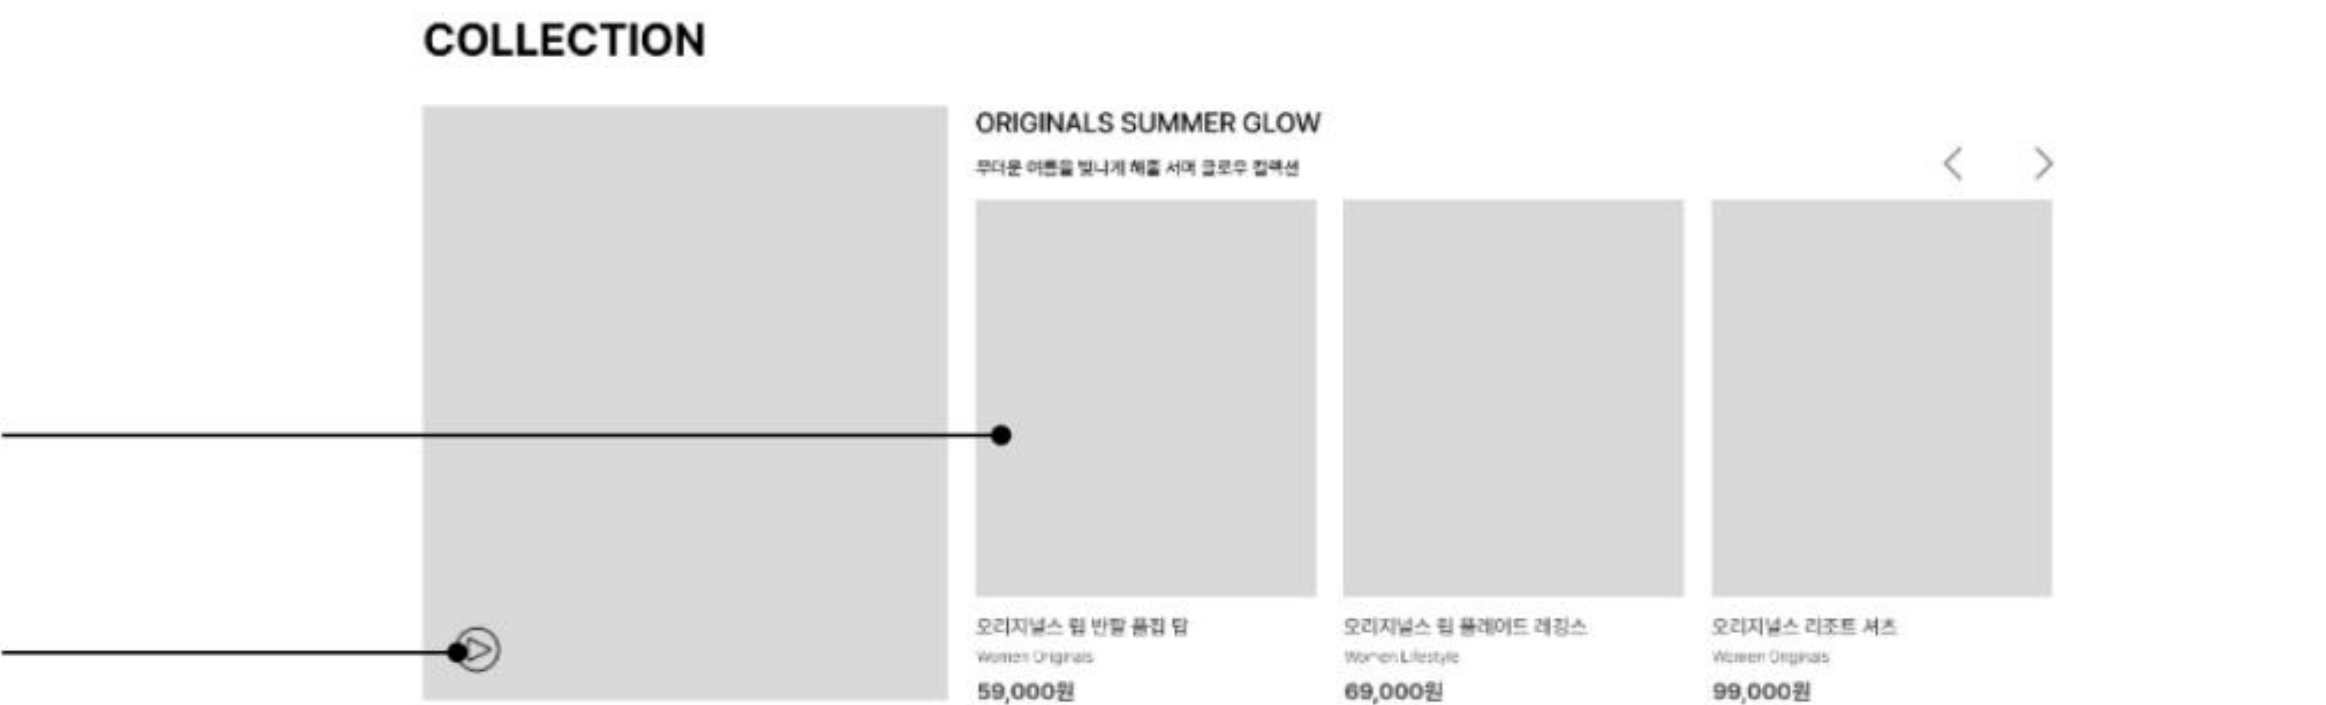 COLLECTION
ORIGINALS SUMMER GLOW
무더운 여름을 빛나게 해줄 서머 글로우 컬렉션
오리지널스 립 반팔 폴집 탑
Women Originals
59,000원
오리지널스 립 플레어드 레깅스
Women Lifestyle
69,000원
오리지널스 리조트 셔츠
Women Originals
99,000원